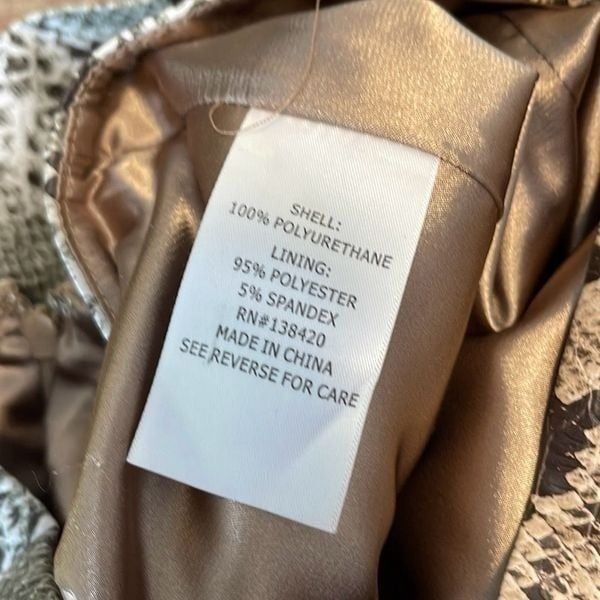 SHELL:
100% POLYURETHANE
LINING:
95% POLYESTER
5% SPANDEX
RN#138420
MADE IN CHINA
SEE REVERSE FOR CARE